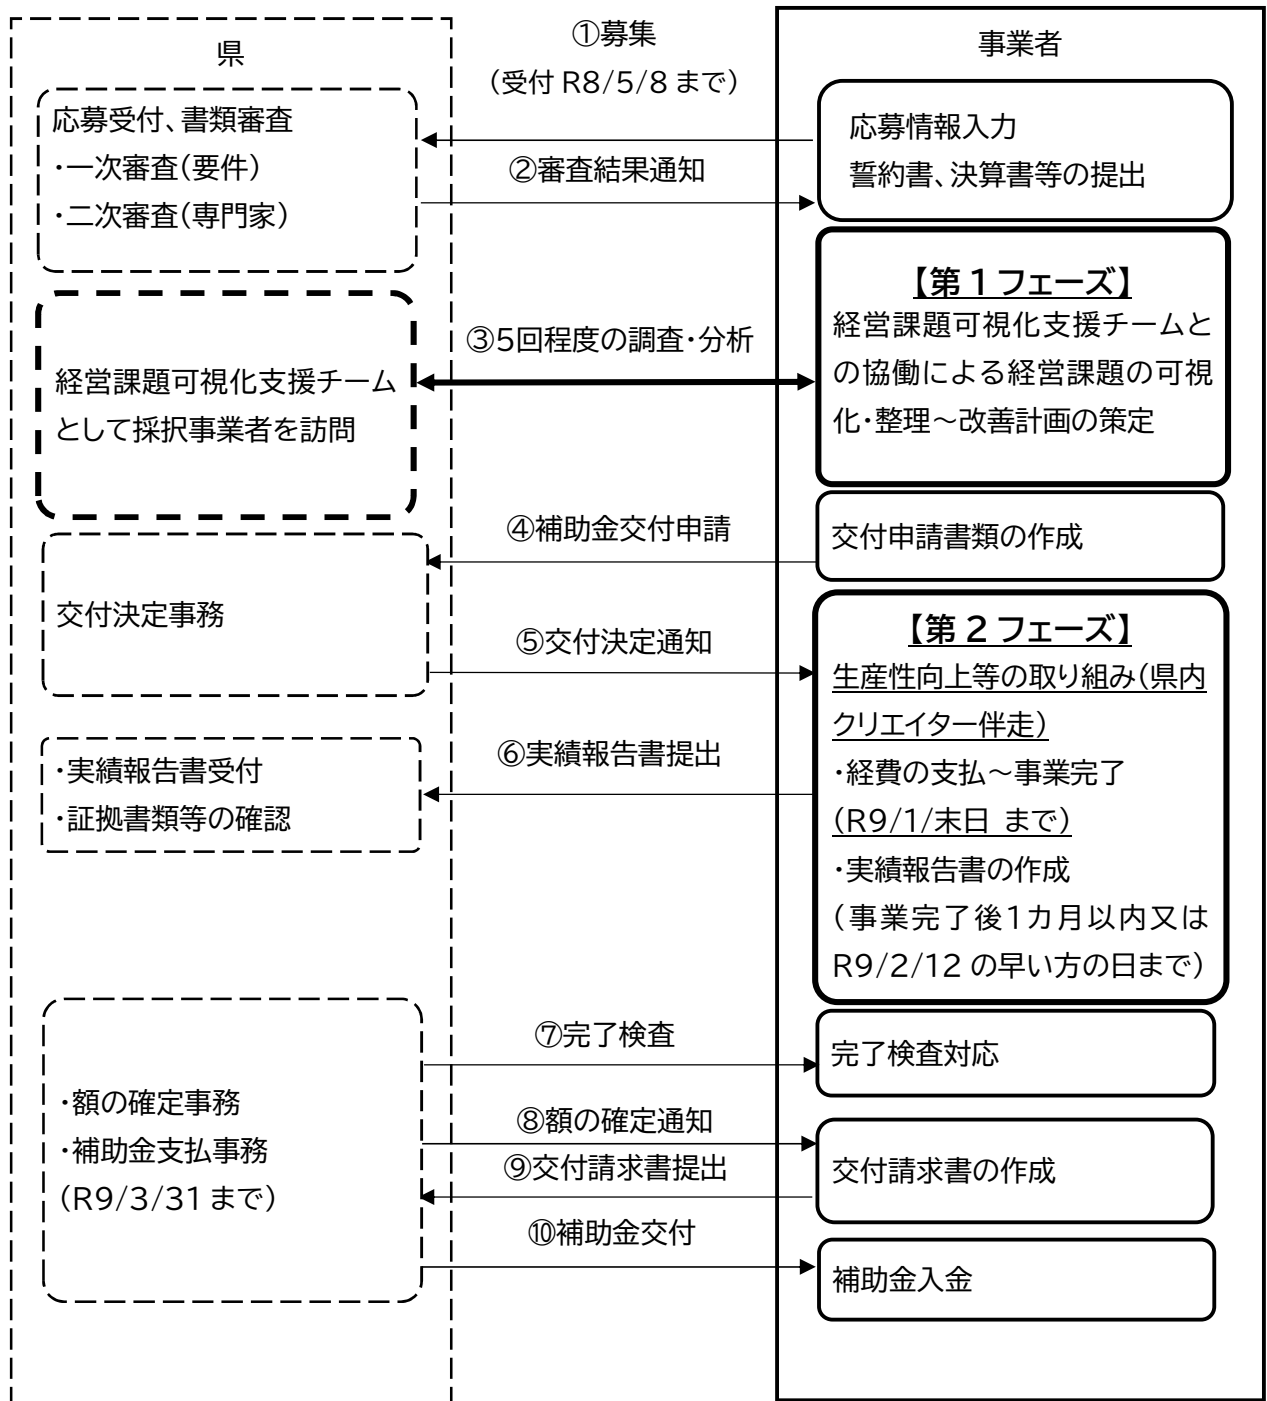 県
①募集
(受付 R8/5/8 まで)
事業者
応募受付、書類審査
・一次審査(要件)
・二次審査(専門家)
②審査結果通知
応募情報入力
誓約書、決算書等の提出
経営課題可視化支援チーム
として採択事業者を訪問
③5回程度の調査・分析
【第1フェーズ】
経営課題可視化支援チームと
の協働による経営課題の可視
化・整理~改善計画の策定
④補助金交付申請
交付申請書類の作成
交付決定事務
⑤交付決定通知
【第2フェーズ】
生産性向上等の取り組み(県内
クリエイター伴走)
・経費の支払~事業完了
(R9/1/末日 まで)
・実績報告書の作成
(事業完了後1カ月以内又は
R9/2/12 の早い方の日まで)
⑥実績報告書提出
・実績報告書受付
・証拠書類等の確認
⑦完了検査
完了検査対応
・額の確定事務
・補助金支払事務
(R9/3/31 まで)
⑧額の確定通知
⑨交付請求書提出
交付請求書の作成
⑩補助金交付
補助金入金